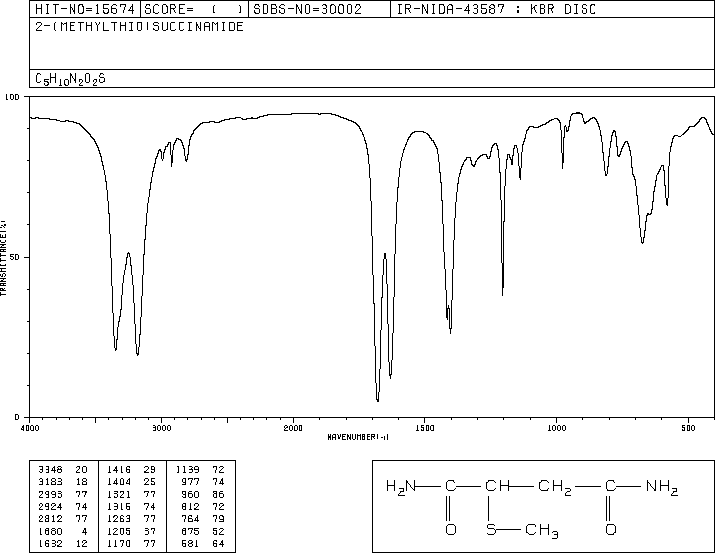 HIT-NO=15674 SCORE= ( ) SDBS-NO=30002 IR-NIDA-43587 : KBR DISC
2-(METHYLTHIO)SUCCINAMIDE
C5H10N2O2S
100
50
0
TRANSMITTANCE(%)
4000 3000 2000 1500 1000 500
WAVENUMBER(-1)
3348 20 1416 29 1139 72
3183 18 1404 25 977 74
2993 77 1321 77 960 86
2924 74 1315 74 812 72
2812 77 1263 77 764 79
1680 4 1205 37 675 52
1632 12 1170 77 581 64
H2N C CH CH2 C NH2
O S CH3 O